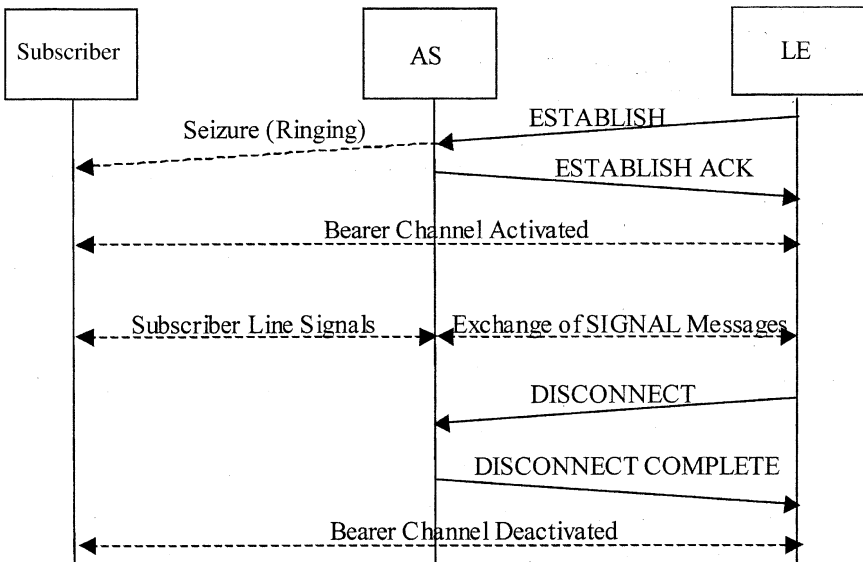 Subscriber
AS
LE
ESTABLISH
Seizure (Ringing)
ESTABLISH ACK
Bearer Channel Activated
Subscriber Line Signals
Exchange of SIGNAL Messages
DISCONNECT
DISCONNECT COMPLETE
Bearer Channel Deactivated